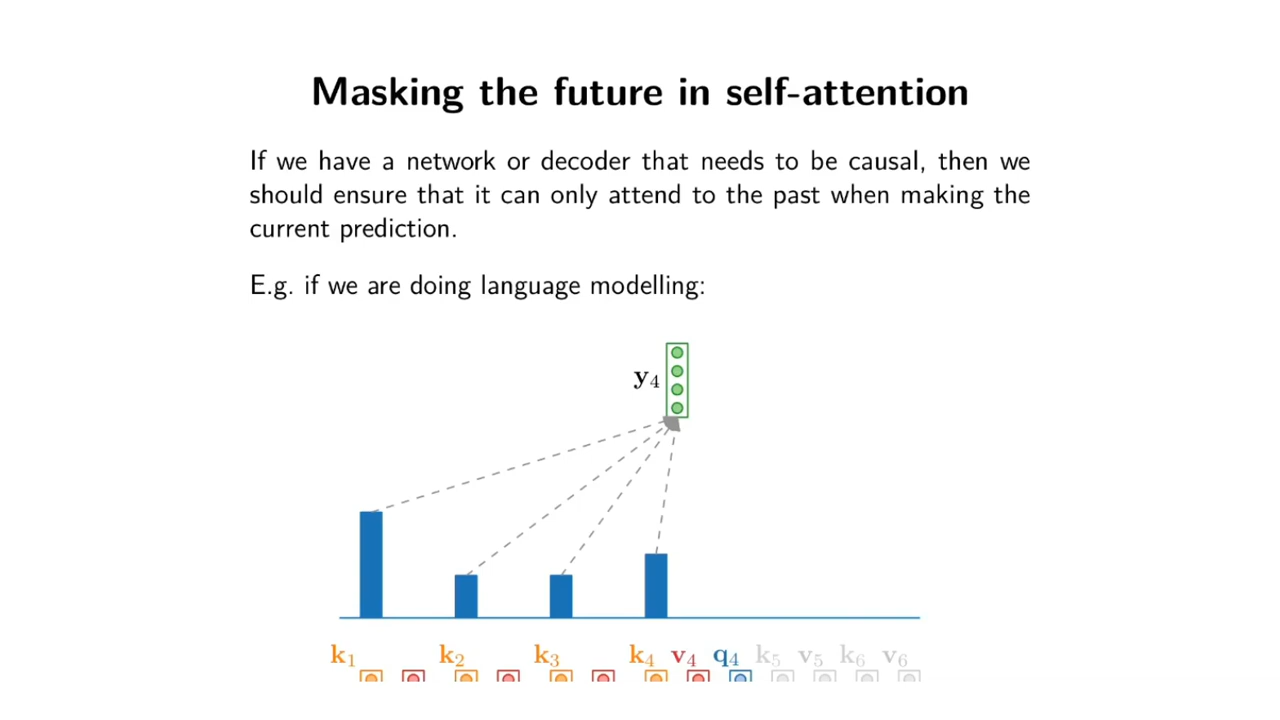 Masking the future in self-attention
If we have a network or decoder that needs to be causal, then we
should ensure that it can only attend to the past when making the
current prediction.
E.g. if we are doing language modelling:
y₄
k₁ k₂ k₃ k₄ v₄ q₄ k₅ v₅ k₆ v₆